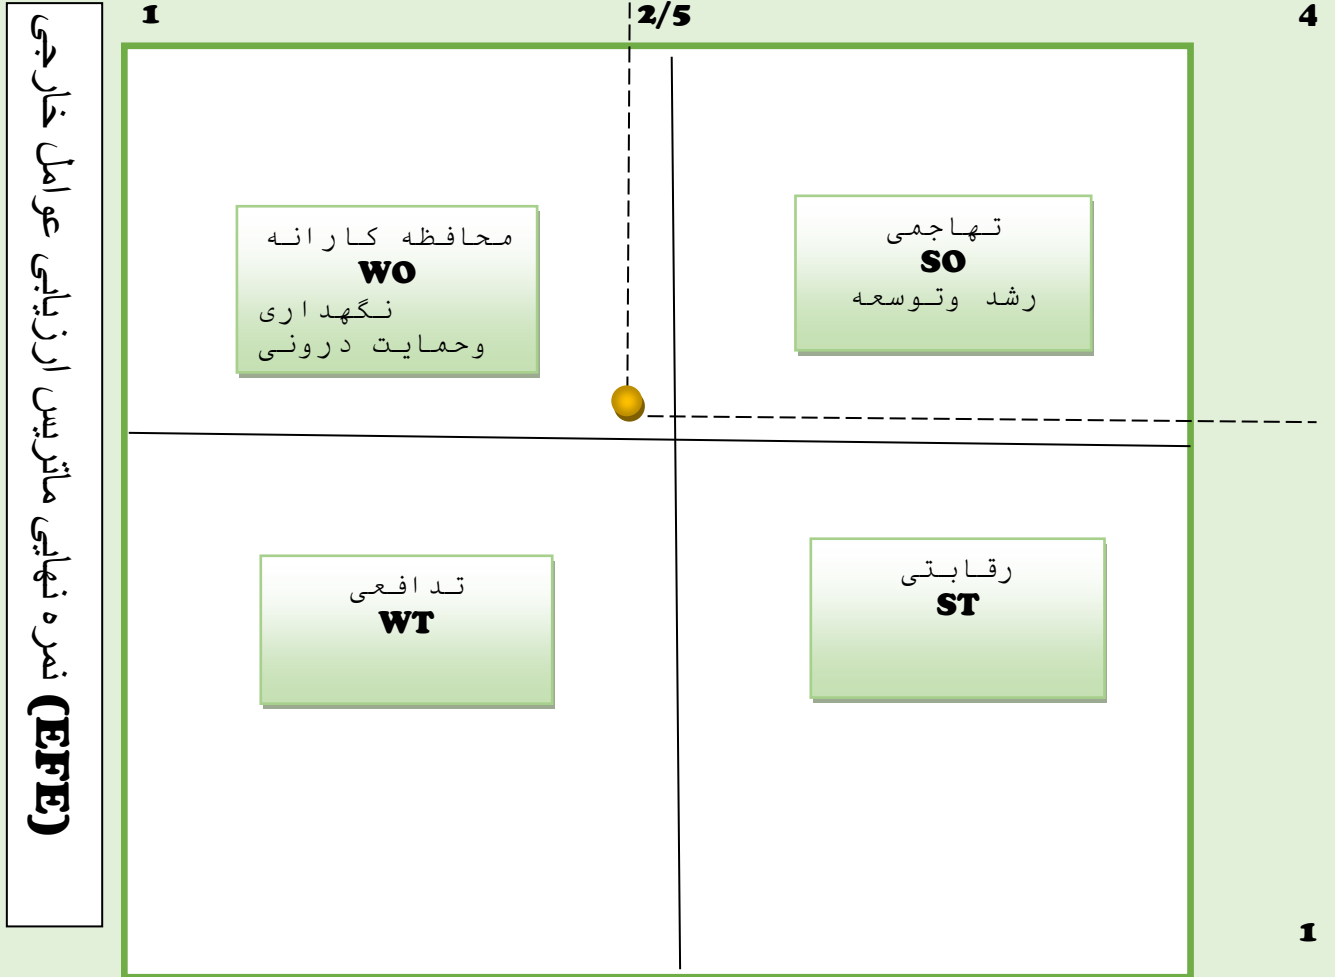 1
2/5
4
نمره نهایی ماتریس ارزیابی عوامل خارجی (EFE)
تهاجمی
SO
رشد وتوسعه
محافظه کارانه
WO
نگهداری
وحمایت درونی
رقابتی
ST
تدافعی
WT
1